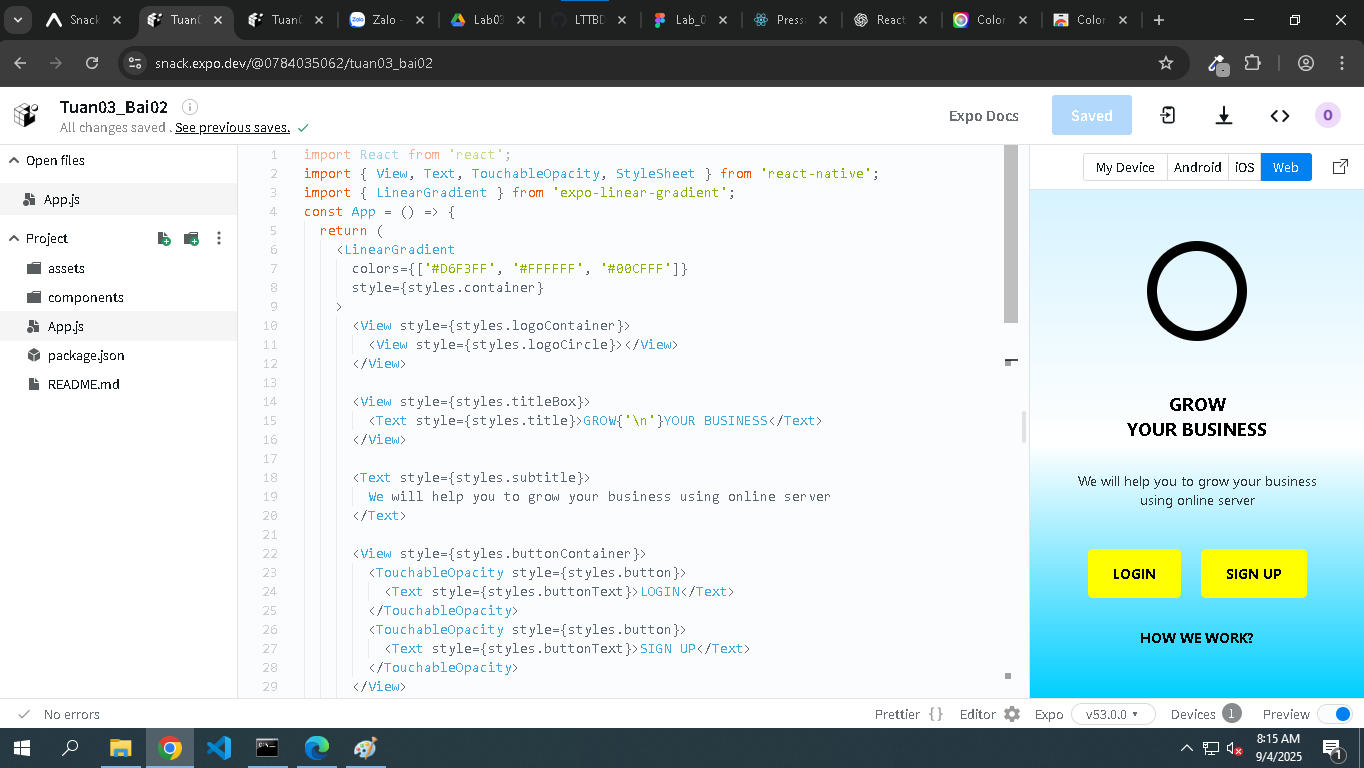 Snack
Tuan0
Tuan0
Zalo
Zalo -
Lab03
LTTBD
Lab_0
Press
React
Color
Color
snack.expo.dev/@0784035062/tuan03_bai02
Tuan03_Bai02
All changes saved . See previous saves.
Expo Docs
Saved
O
Open files
App.js
Project
assets
components
App.js
package.json
README.md
1 import React from 'react';
2 import { View, Text, TouchableOpacity, StyleSheet } from 'react-native';
3 import { LinearGradient } from 'expo-linear-gradient';
4 const App = () => {
5 return (
6 <LinearGradient
7 colors={['#D6F3FF', '#FFFFFF', '#00CFFF']}
8 style={styles.container}
9 >
10 <View style={styles.logoContainer}>
11 <View style={styles.logoCircle}></View>
12 </View>
13
14 <View style={styles.titleBox}>
15 <Text style={styles.title}>GROW{'\n'}YOUR BUSINESS</Text>
16 </View>
17
18 <Text style={styles.subtitle}>
19 We will help you to grow your business using online server
20 </Text>
21
22 <View style={styles.buttonContainer}>
23 <TouchableOpacity style={styles.button}>
24 <Text style={styles.buttonText}>LOGIN</Text>
25 </TouchableOpacity>
26 <TouchableOpacity style={styles.button}>
27 <Text style={styles.buttonText}>SIGN UP</Text>
28 </TouchableOpacity>
29 </View>
My Device
Android
iOS
Web
GROW
YOUR BUSINESS
We will help you to grow your business
using online server
LOGIN
SIGN UP
HOW WE WORK?
No errors
Prettier {}
Editor
Expo
v53.0.0
Devices 1
Preview
8:15 AM
9/4/2025
1